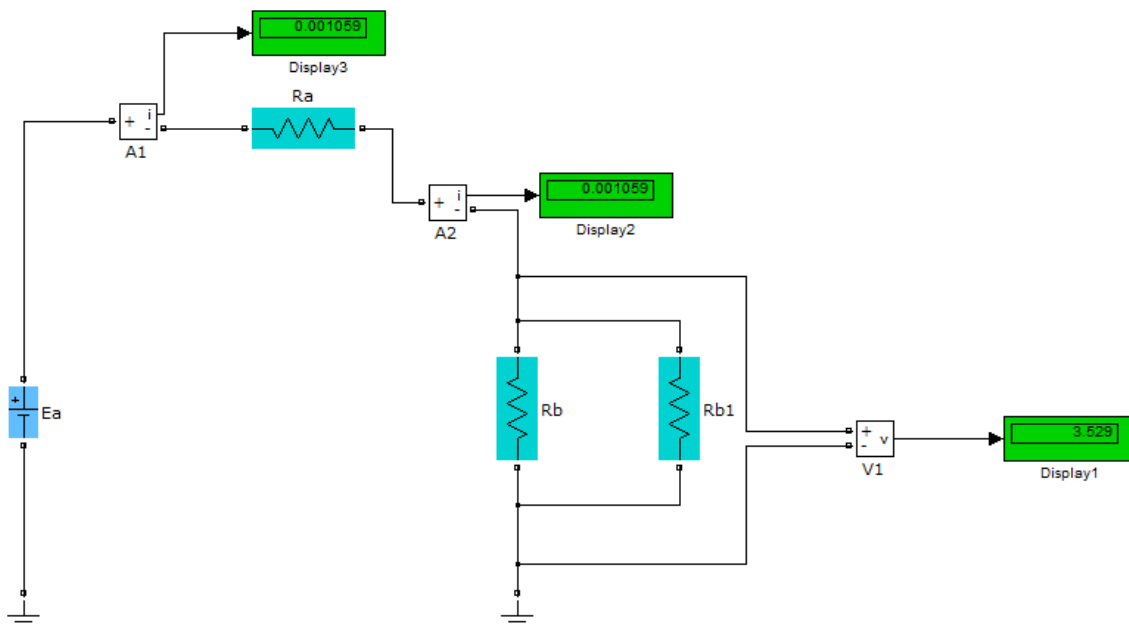 0.001059
Display3
Ra
+ i -
A1
0.001059
+ i -
A2
Display2
+
Ea
Rb
Rb1
+ - v
V1
3.529
Display1